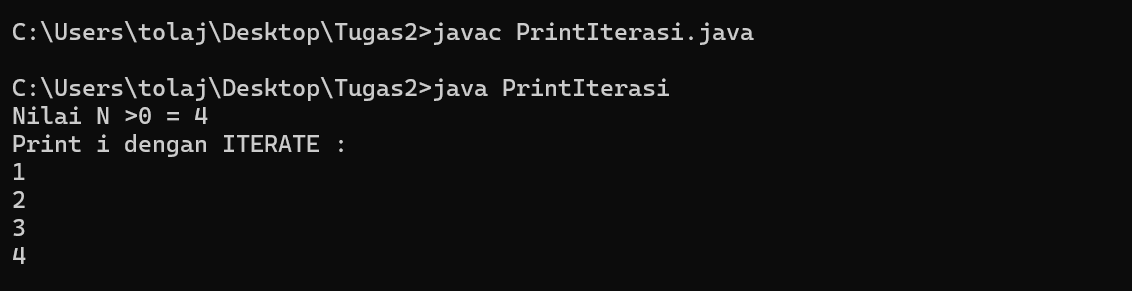 C:\Users\tolaj\Desktop\Tugas2>javac PrintIterasi.java
C:\Users\tolaj\Desktop\Tugas2>java PrintIterasi
Nilai N >0 = 4
Print i dengan ITERATE :
1
2
3
4